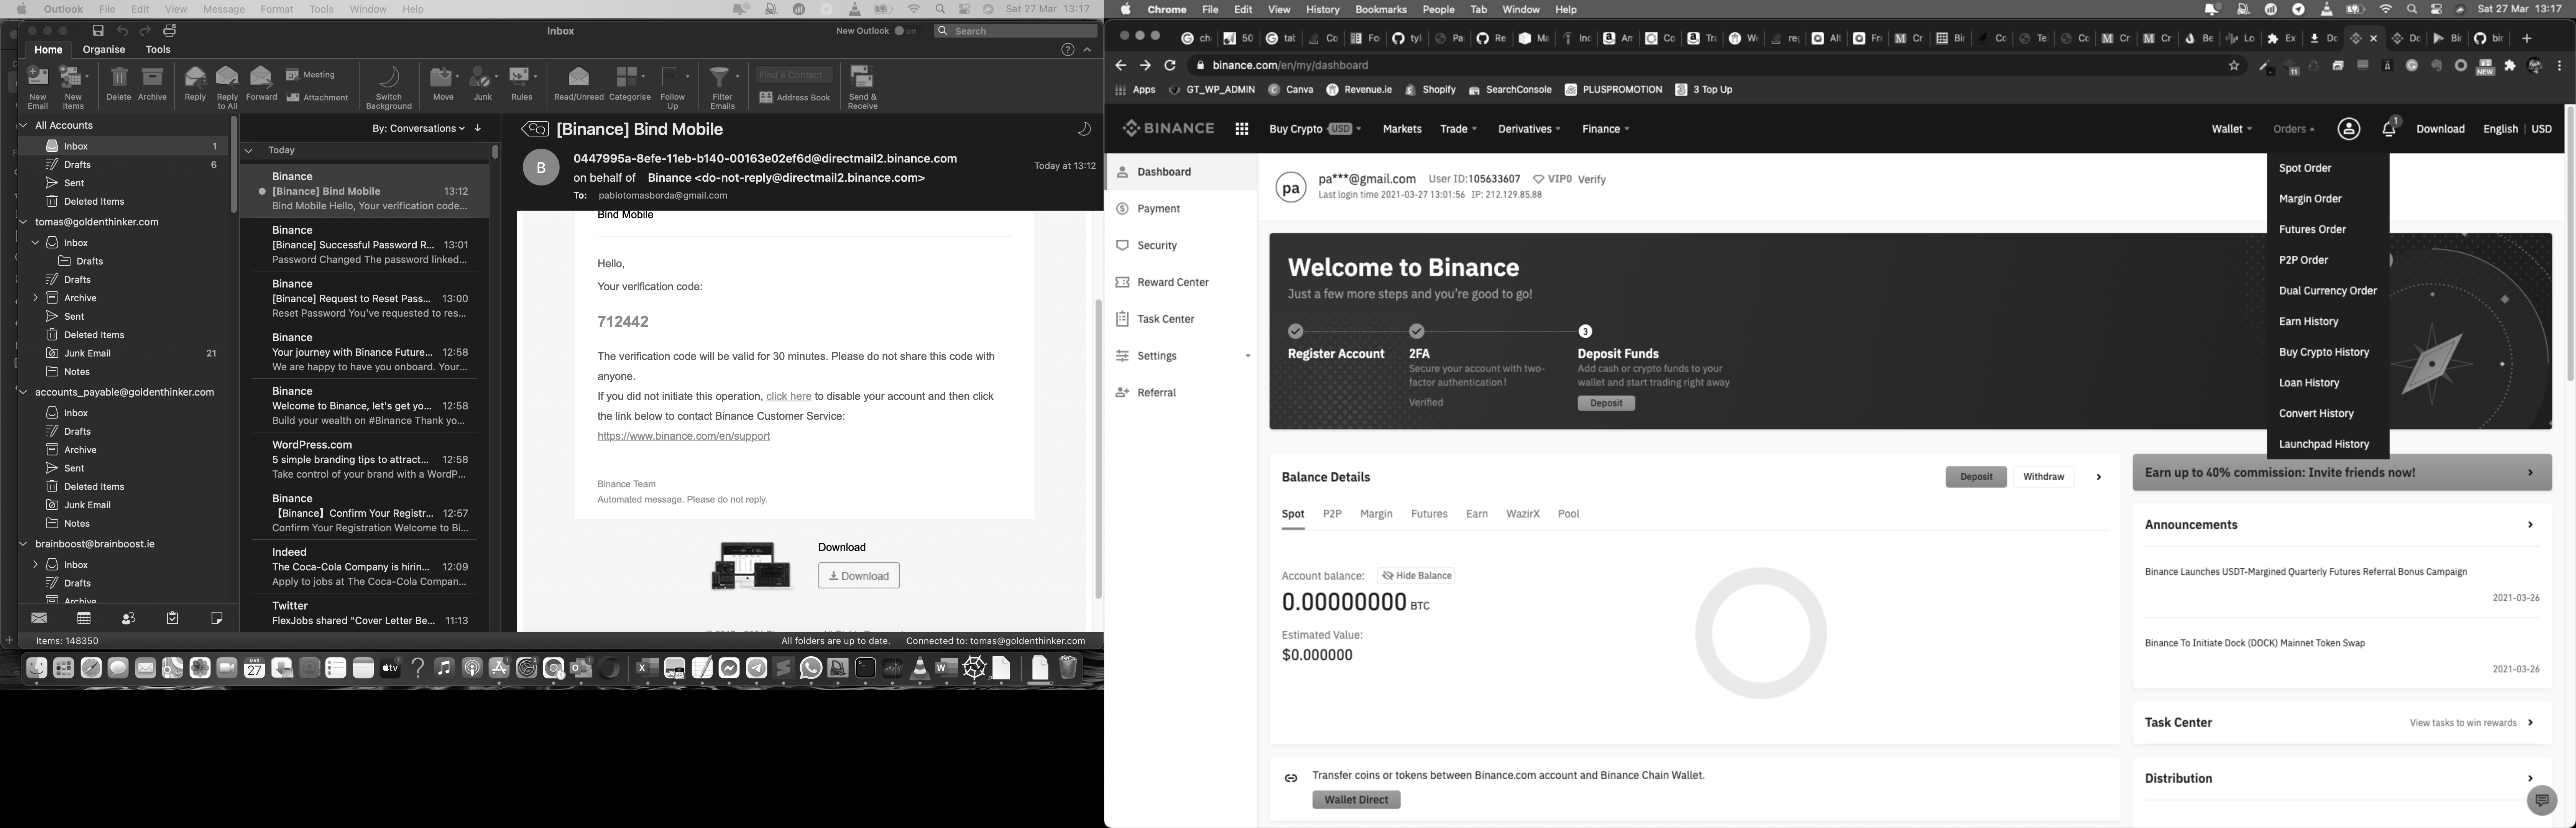 Outlook File Edit View Message Format Tools Window Help Sat 27 Mar 13:17
Inbox
New Outlook
Search
Home Organise Tools
New Email
New Items
Delete
Archive
Reply
Reply to All
Forward
Meeting
Attachment
Switch Background
Move
Junk
Rules
Read/Unread
Categorise
Follow Up
Filter Emails
Find a Contact
Address Book
Send & Receive
All Accounts
Inbox 1
Drafts 6
Sent
Deleted Items
tomas@goldenthinker.com
Inbox
Drafts
Drafts
Archive
Sent
Deleted Items
Junk Email 21
Notes
accounts_payable@goldenthinker.com
Inbox
Drafts
Archive
Sent
Deleted Items
Junk Email
Notes
brainboost@brainboost.ie
Inbox
Drafts
Archive
Items: 148350
By: Conversations
Today
Binance
[Binance] Bind Mobile 13:12
Bind Mobile Hello, Your verification code...
Binance
[Binance] Successful Password R... 13:01
Password Changed The password linked...
Binance
[Binance] Request to Reset Pass... 13:00
Reset Password You've requested to res...
Binance
Your journey with Binance Future... 12:58
We are happy to have you onboard. Your...
Binance
Welcome to Binance, let's get yo... 12:58
Build your wealth on #Binance Thank yo...
WordPress.com
5 simple branding tips to attract... 12:58
Take control of your brand with a WordP...
Binance
【Binance】Confirm Your Registr... 12:57
Confirm Your Registration Welcome to Bi...
Indeed
The Coca-Cola Company is hirin... 12:09
Apply to jobs at The Coca-Cola Compan...
Twitter
FlexJobs shared "Cover Letter Be... 11:13
[Binance] Bind Mobile
B
0447995a-8efe-11eb-b140-00163e02ef6d@directmail2.binance.com
on behalf of Binance <do-not-reply@directmail2.binance.com>
Today at 13:12
To: pablotomasborda@gmail.com
Bind Mobile
Hello,
Your verification code:
712442
The verification code will be valid for 30 minutes. Please do not share this code with
anyone.
If you did not initiate this operation, click here to disable your account and then click
the link below to contact Binance Customer Service:
https://www.binance.com/en/support
Binance Team
Automated message. Please do not reply.
Download
Download
All folders are up to date. Connected to: tomas@goldenthinker.com
MAR 27
tv
Chrome File Edit View History Bookmarks People Tab Window Help Sat 27 Mar 13:17
binance.com/en/my/dashboard
11
NEW
Apps GT_WP_ADMIN Canva Revenue.ie Shopify SearchConsole PLUSPROMOTION 3 Top Up
BINANCE Buy Crypto USD Markets Trade Derivatives Finance Wallet Orders 1 Download English USD
Dashboard
Payment
Security
Reward Center
Task Center
Settings
Referral
pa
pa***@gmail.com User ID:105633607 VIP0 Verify
Last login time 2021-03-27 13:01:56 IP: 212.129.85.88
Spot Order
Margin Order
Futures Order
P2P Order
Dual Currency Order
Earn History
Buy Crypto History
Loan History
Convert History
Launchpad History
Welcome to Binance
Just a few more steps and you're good to go!
3
Register Account
2FA
Secure your account with two-
factor authentication!
Verified
Deposit Funds
Add cash or crypto funds to your
wallet and start trading right away
Deposit
Balance Details
Deposit Withdraw
Spot P2P Margin Futures Earn WazirX Pool
Account balance: Hide Balance
0.00000000 BTC
Estimated Value:
$0.000000
Transfer coins or tokens between Binance.com account and Binance Chain Wallet.
Wallet Direct
Earn up to 40% commission: Invite friends now!
Announcements
Binance Launches USDT-Margined Quarterly Futures Referral Bonus Campaign
2021-03-26
Binance To Initiate Dock (DOCK) Mainnet Token Swap
2021-03-26
Task Center View tasks to win rewards
Distribution